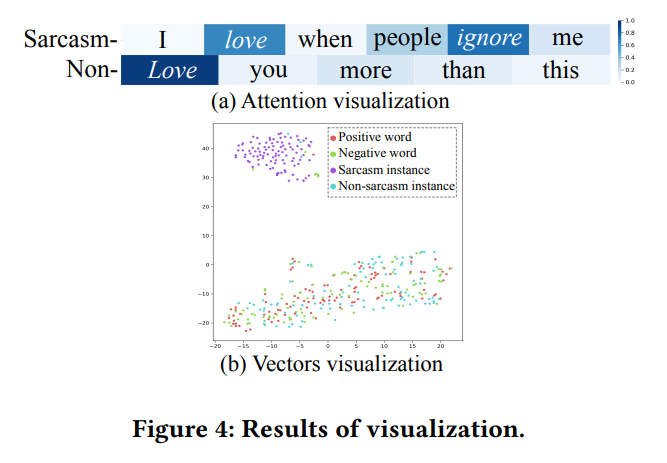 Sarcasm- I love when people ignore me
Non- Love you more than this
1.0
0.8
0.6
0.4
0.2
0.0
(a) Attention visualization
Positive word
Negative word
Sarcasm instance
Non-sarcasm instance
40
30
20
10
0
−10
−20
−20 −15 −10 −5 0 5 10 15 20
(b) Vectors visualization
Figure 4: Results of visualization.